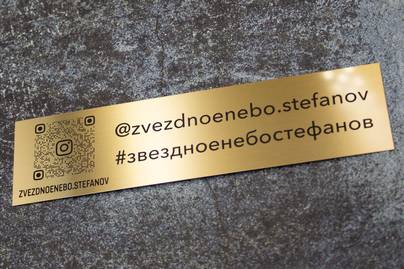 @zvezdnoenebo.stefanov
#звездноенебостефанов
ZVEZDNOENEBO.STEFANOV